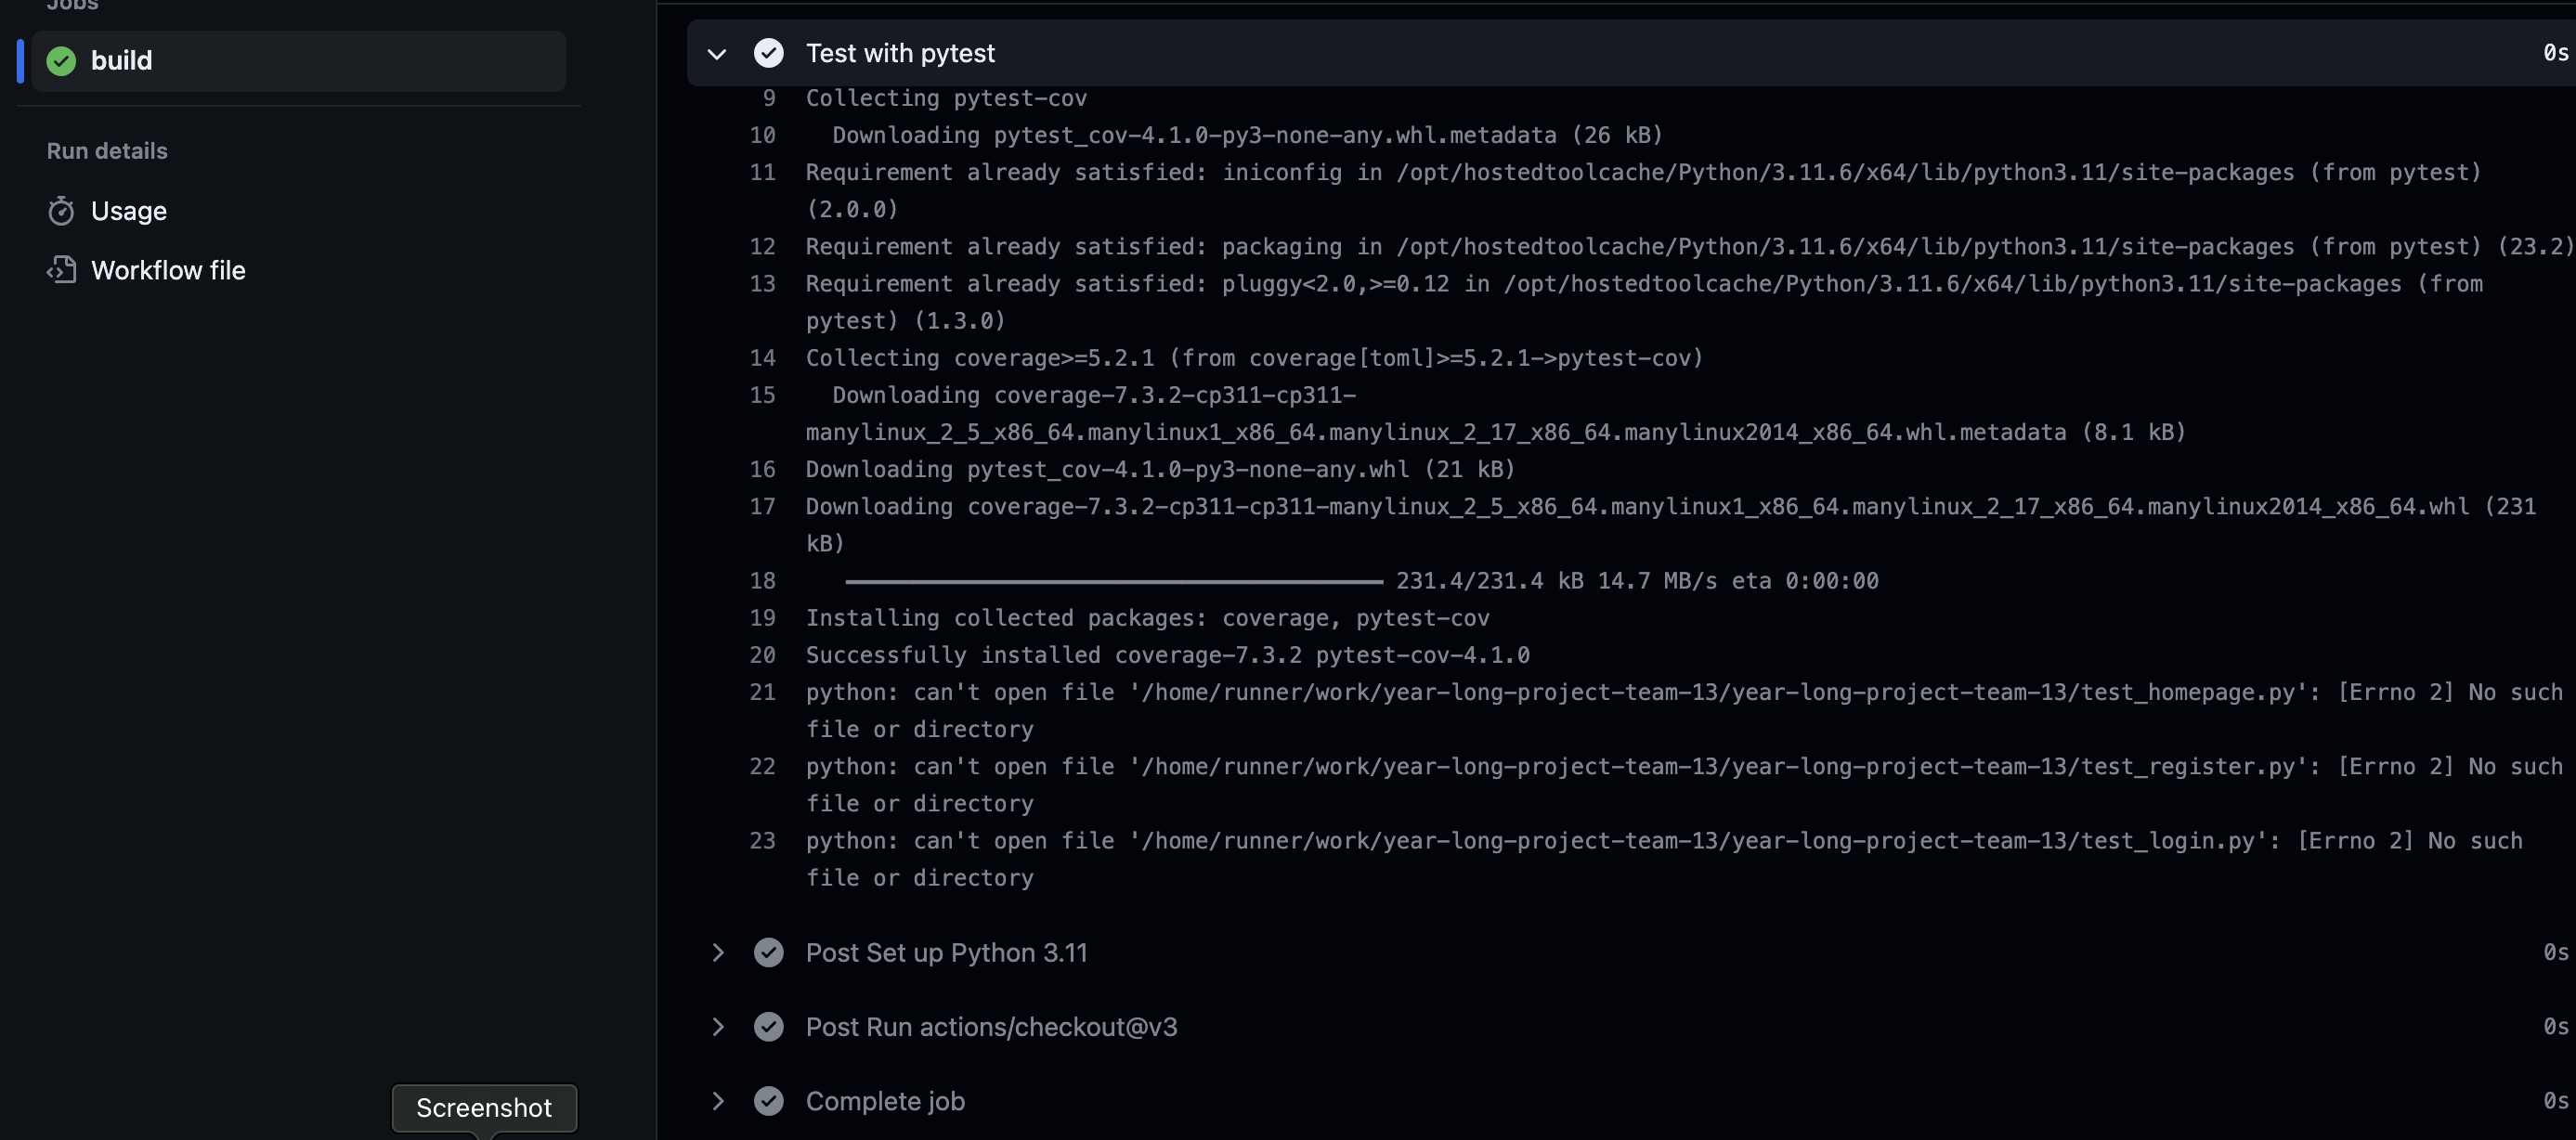 Jobs
build
Run details
Usage
Workflow file
Test with pytest 0s
9 Collecting pytest-cov
10 Downloading pytest_cov-4.1.0-py3-none-any.whl.metadata (26 kB)
11 Requirement already satisfied: iniconfig in /opt/hostedtoolcache/Python/3.11.6/x64/lib/python3.11/site-packages (from pytest)
(2.0.0)
12 Requirement already satisfied: packaging in /opt/hostedtoolcache/Python/3.11.6/x64/lib/python3.11/site-packages (from pytest) (23.2)
13 Requirement already satisfied: pluggy<2.0,>=0.12 in /opt/hostedtoolcache/Python/3.11.6/x64/lib/python3.11/site-packages (from
pytest) (1.3.0)
14 Collecting coverage>=5.2.1 (from coverage[toml]>=5.2.1->pytest-cov)
15 Downloading coverage-7.3.2-cp311-cp311-
manylinux_2_5_x86_64.manylinux1_x86_64.manylinux_2_17_x86_64.manylinux2014_x86_64.whl.metadata (8.1 kB)
16 Downloading pytest_cov-4.1.0-py3-none-any.whl (21 kB)
17 Downloading coverage-7.3.2-cp311-cp311-manylinux_2_5_x86_64.manylinux1_x86_64.manylinux_2_17_x86_64.manylinux2014_x86_64.whl (231
kB)
18 231.4/231.4 kB 14.7 MB/s eta 0:00:00
19 Installing collected packages: coverage, pytest-cov
20 Successfully installed coverage-7.3.2 pytest-cov-4.1.0
21 python: can't open file '/home/runner/work/year-long-project-team-13/year-long-project-team-13/test_homepage.py': [Errno 2] No such
file or directory
22 python: can't open file '/home/runner/work/year-long-project-team-13/year-long-project-team-13/test_register.py': [Errno 2] No such
file or directory
23 python: can't open file '/home/runner/work/year-long-project-team-13/year-long-project-team-13/test_login.py': [Errno 2] No such
file or directory
Post Set up Python 3.11 0s
Post Run actions/checkout@v3 0s
Complete job 0s
Screenshot